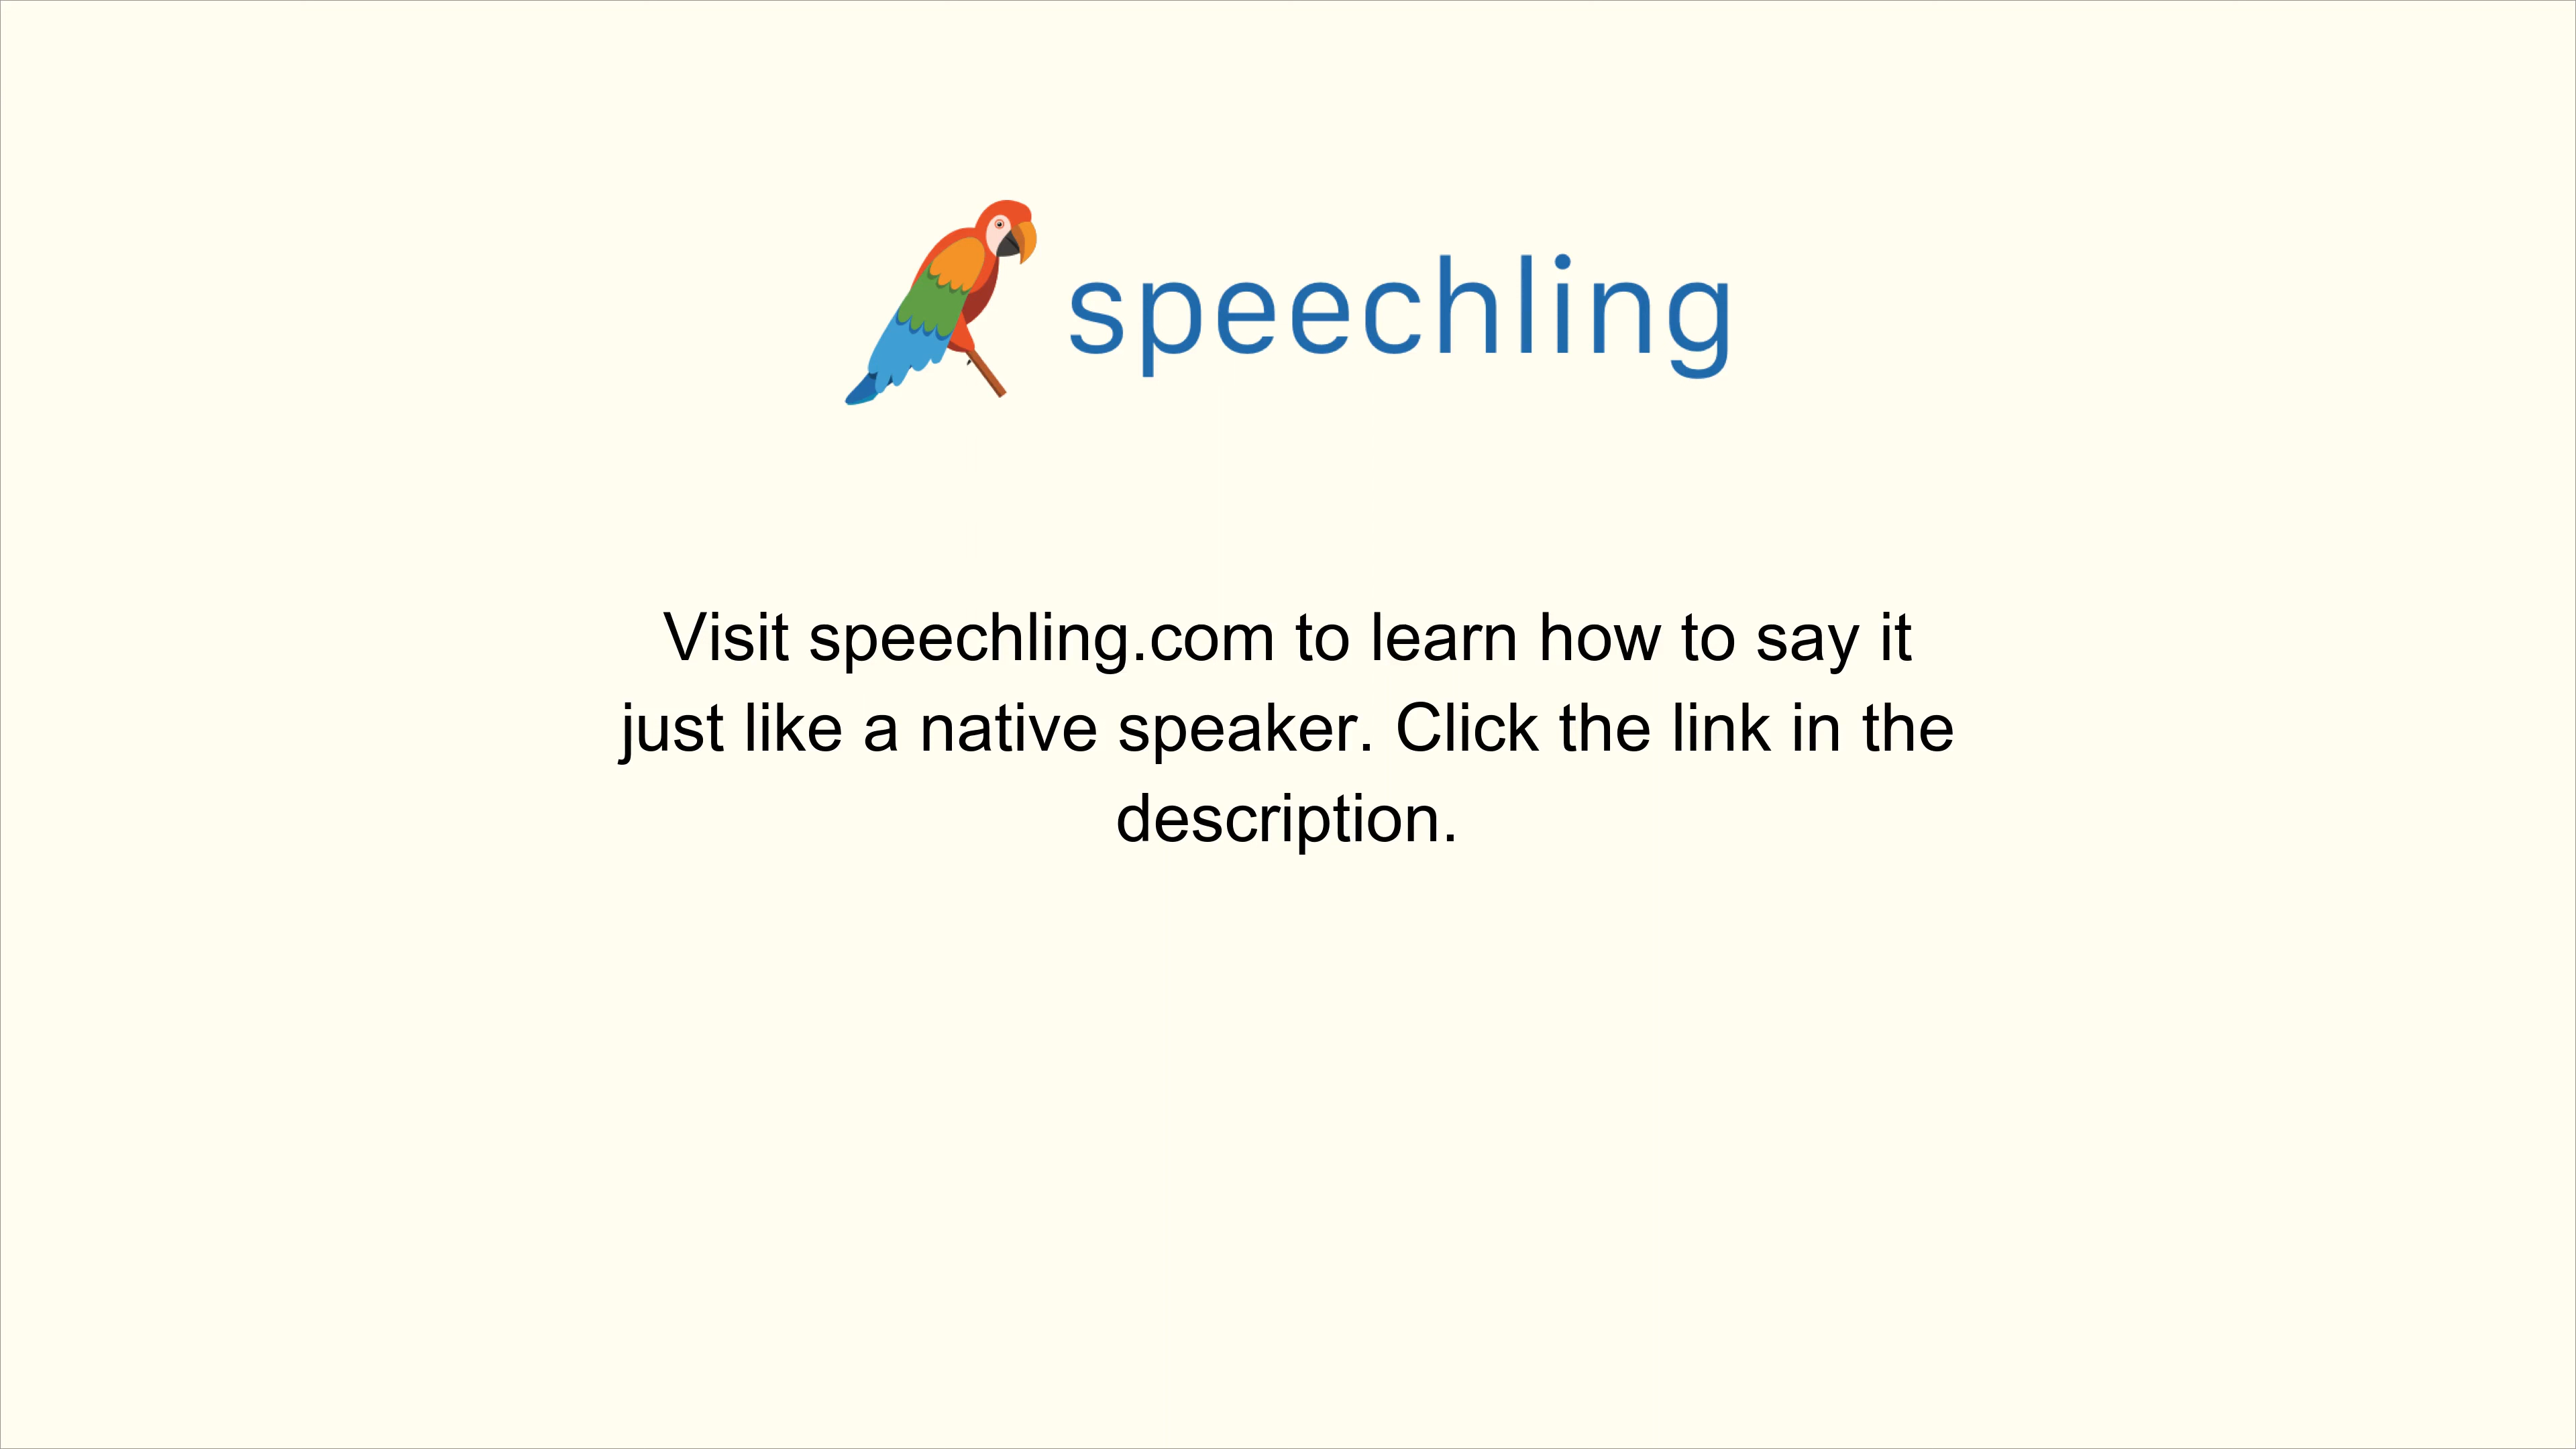 speechling
Visit speechling.com to learn how to say it
just like a native speaker. Click the link in the
description.